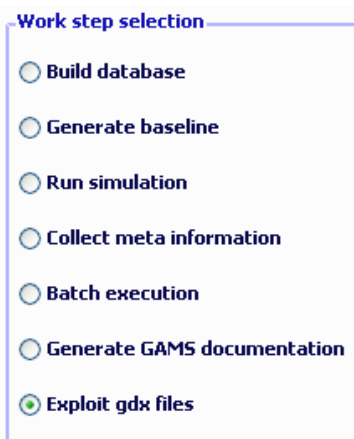 Work step selection
Build database
Generate baseline
Run simulation
Collect meta information
Batch execution
Generate GAMS documentation
Exploit gdx files